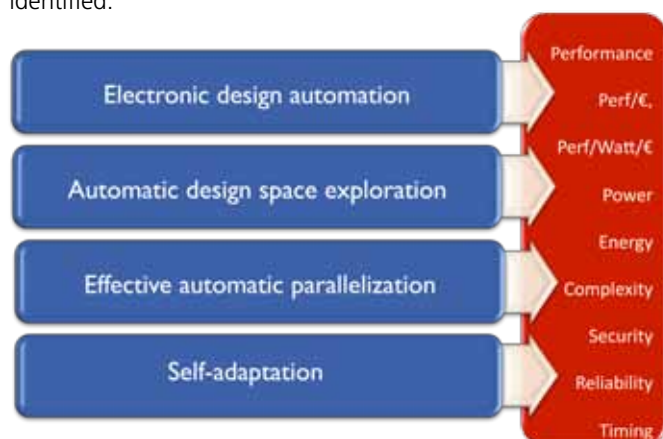 identified.
Electronic design automation
Automatic design space exploration
Effective automatic parallelization
Self-adaptation
Performance
Perf/€,
Perf/Watt/€
Power
Energy
Complexity
Security
Reliability
Timing